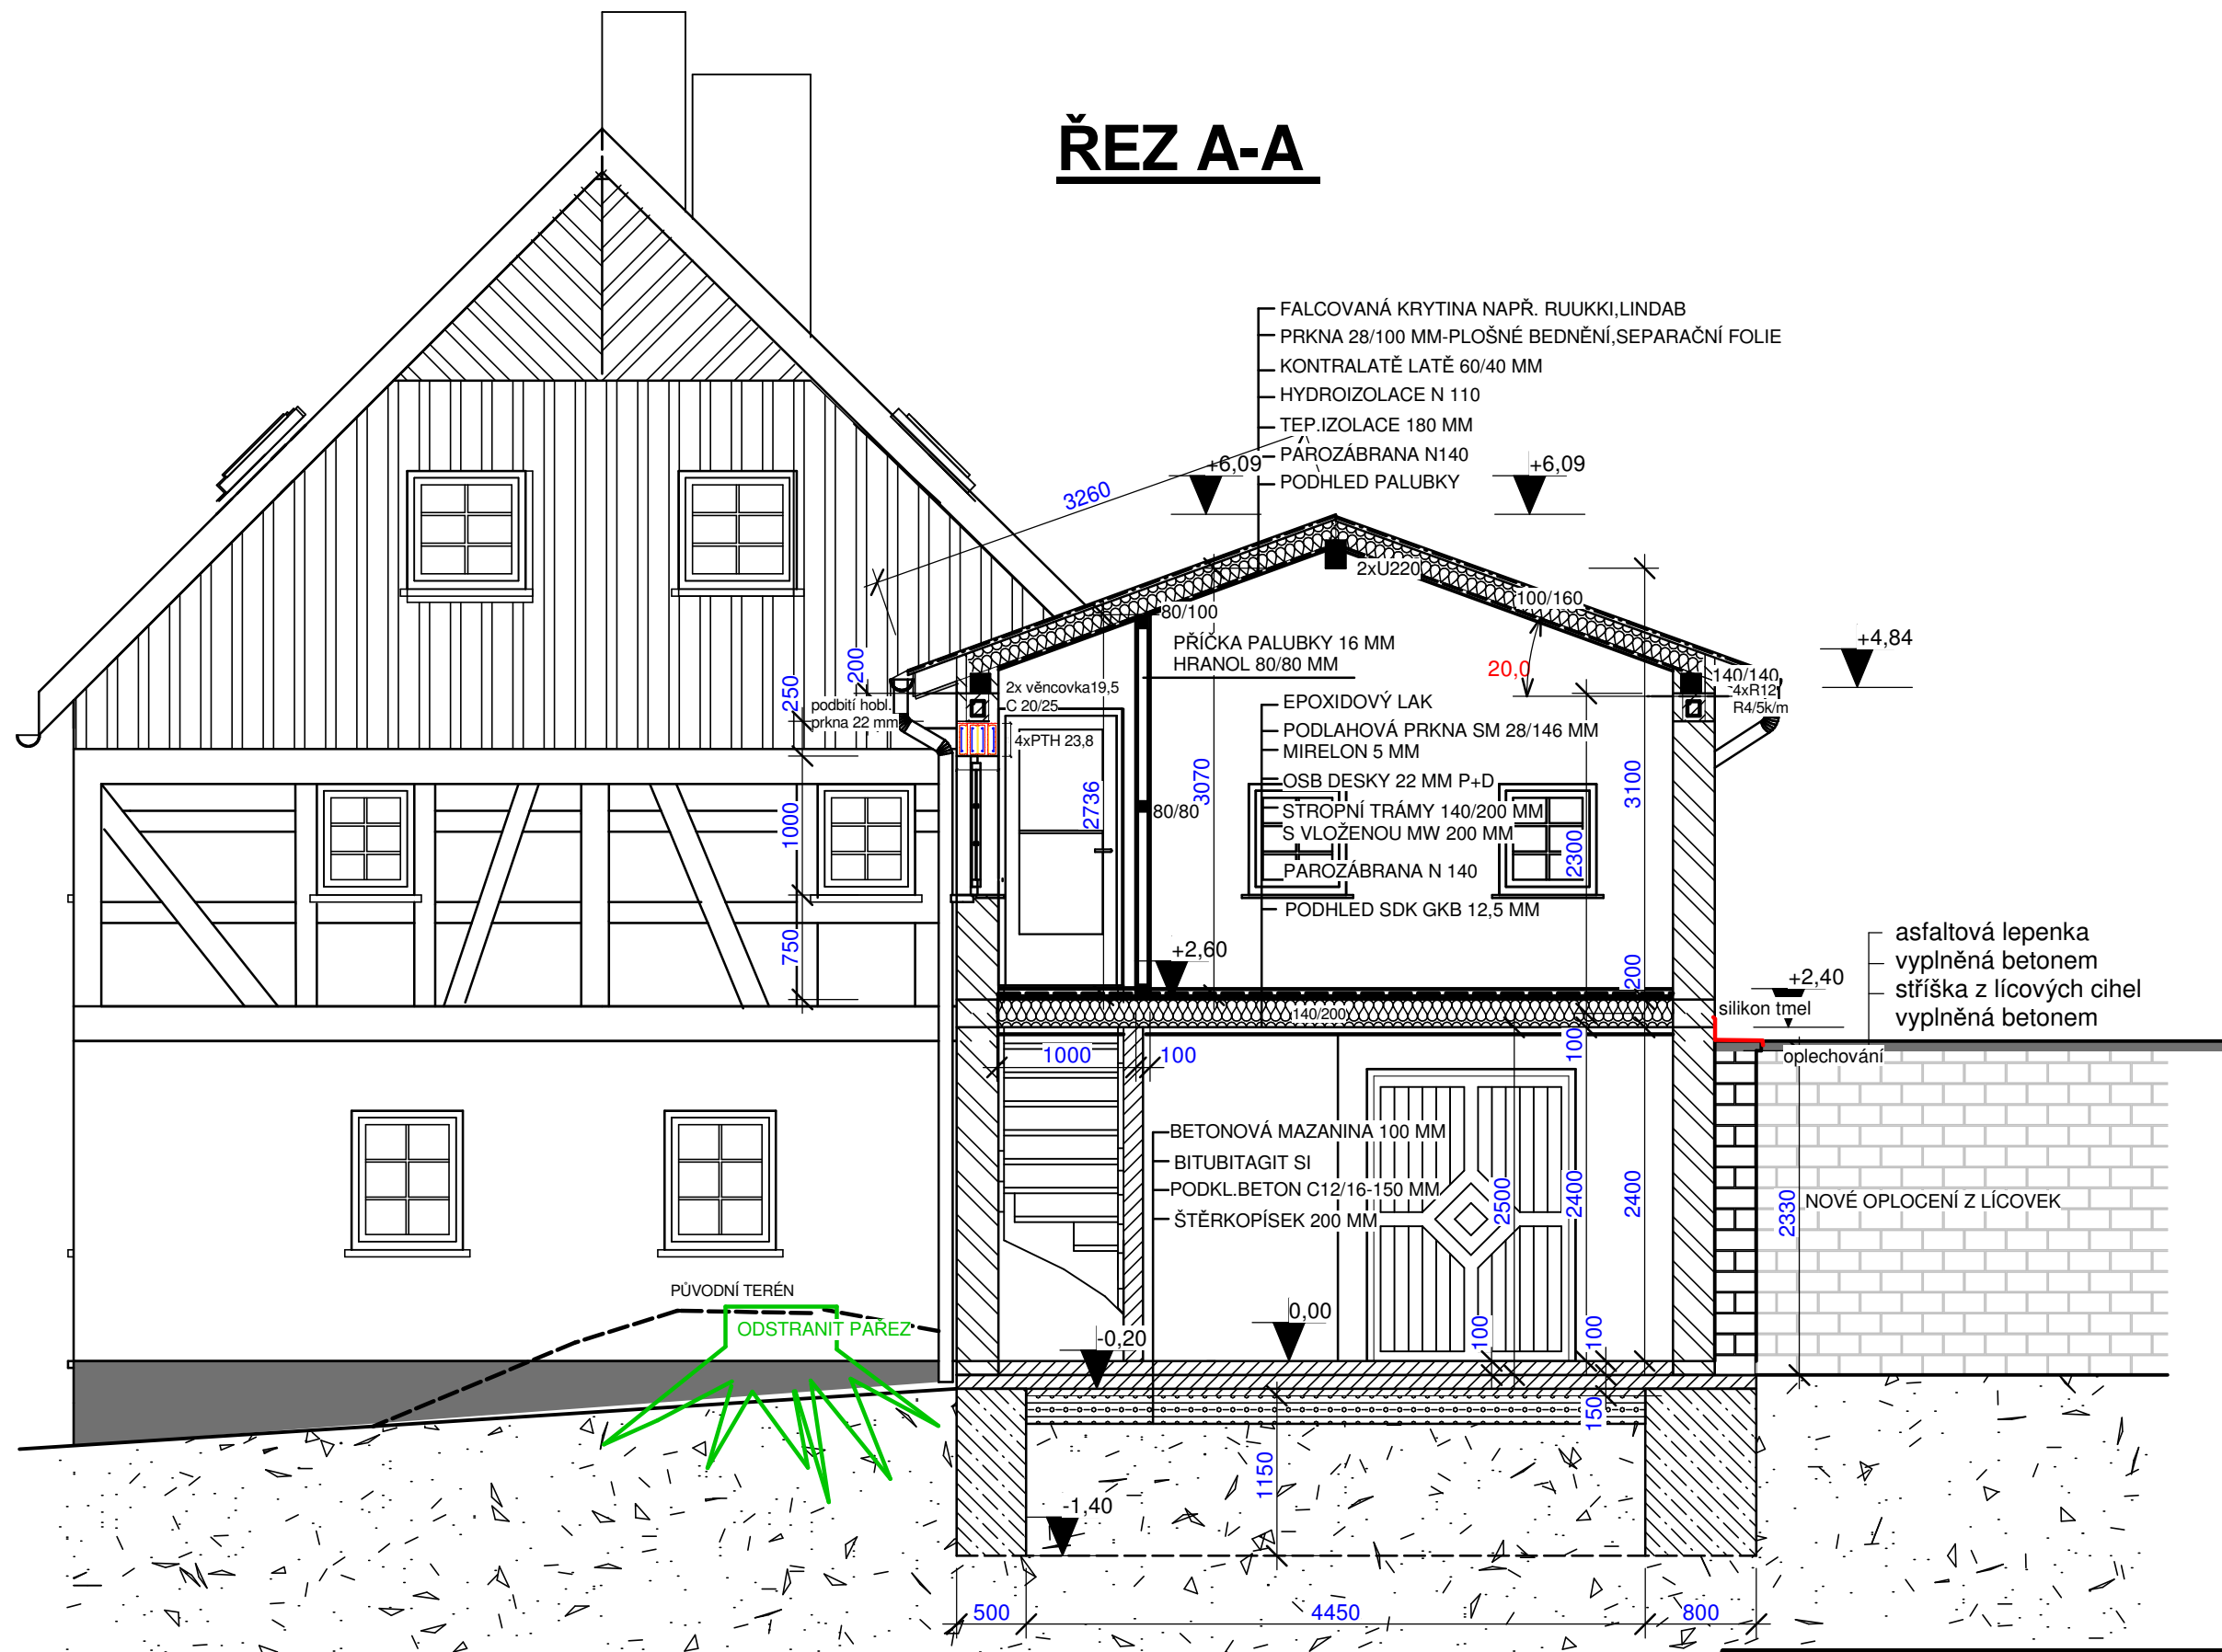 ŘEZ A-A
FALCOVANÁ KRYTINA NAPŘ. RUUKKI,LINDAB
PRKNA 28/100 MM-PLOŠNÉ BEDNĚNÍ,SEPARAČNÍ FOLIE
KONTRALATĚ LATĚ 60/40 MM
HYDROIZOLACE N 110
TEP.IZOLACE 180 MM
PAROZÁBRANA N140
PODHLED PALUBKY
+6,09
+6,09
3260
2xU220
100/160
80/100
+4,84
PŘÍČKA PALUBKY 16 MM
HRANOL 80/80 MM
20,0
200
250
140/140
4xR12
R4/5k/m
podbití hobl.
prkna 22 mm
2x věncovka19,5
C 20/25
4xPTH 23,8
EPOXIDOVÝ LAK
PODLAHOVÁ PRKNA SM 28/146 MM
MIRELON 5 MM
OSB DESKY 22 MM P+D
STROPNÍ TRÁMY 140/200 MM
S VLOŽENOU MW 200 MM
PAROZÁBRANA N 140
PODHLED SDK GKB 12,5 MM
1000
2736
3070
80/80
3100
2300
750
+2,60
200
+2,40
asfaltová lepenka
vyplněná betonem
stříška z lícových cihel
vyplněná betonem
silikon tmel
140/200
oplechování
1000
100
100
BETONOVÁ MAZANINA 100 MM
BITUBITAGIT SI
PODKL.BETON C12/16-150 MM
ŠTĚRKOPÍSEK 200 MM
2500
2400
2400
2330
NOVÉ OPLOCENÍ Z LÍCOVEK
PŮVODNÍ TERÉN
ODSTRANIT PAŘEZ
0,00
-0,20
100
100
150
1150
-1,40
500
4450
800